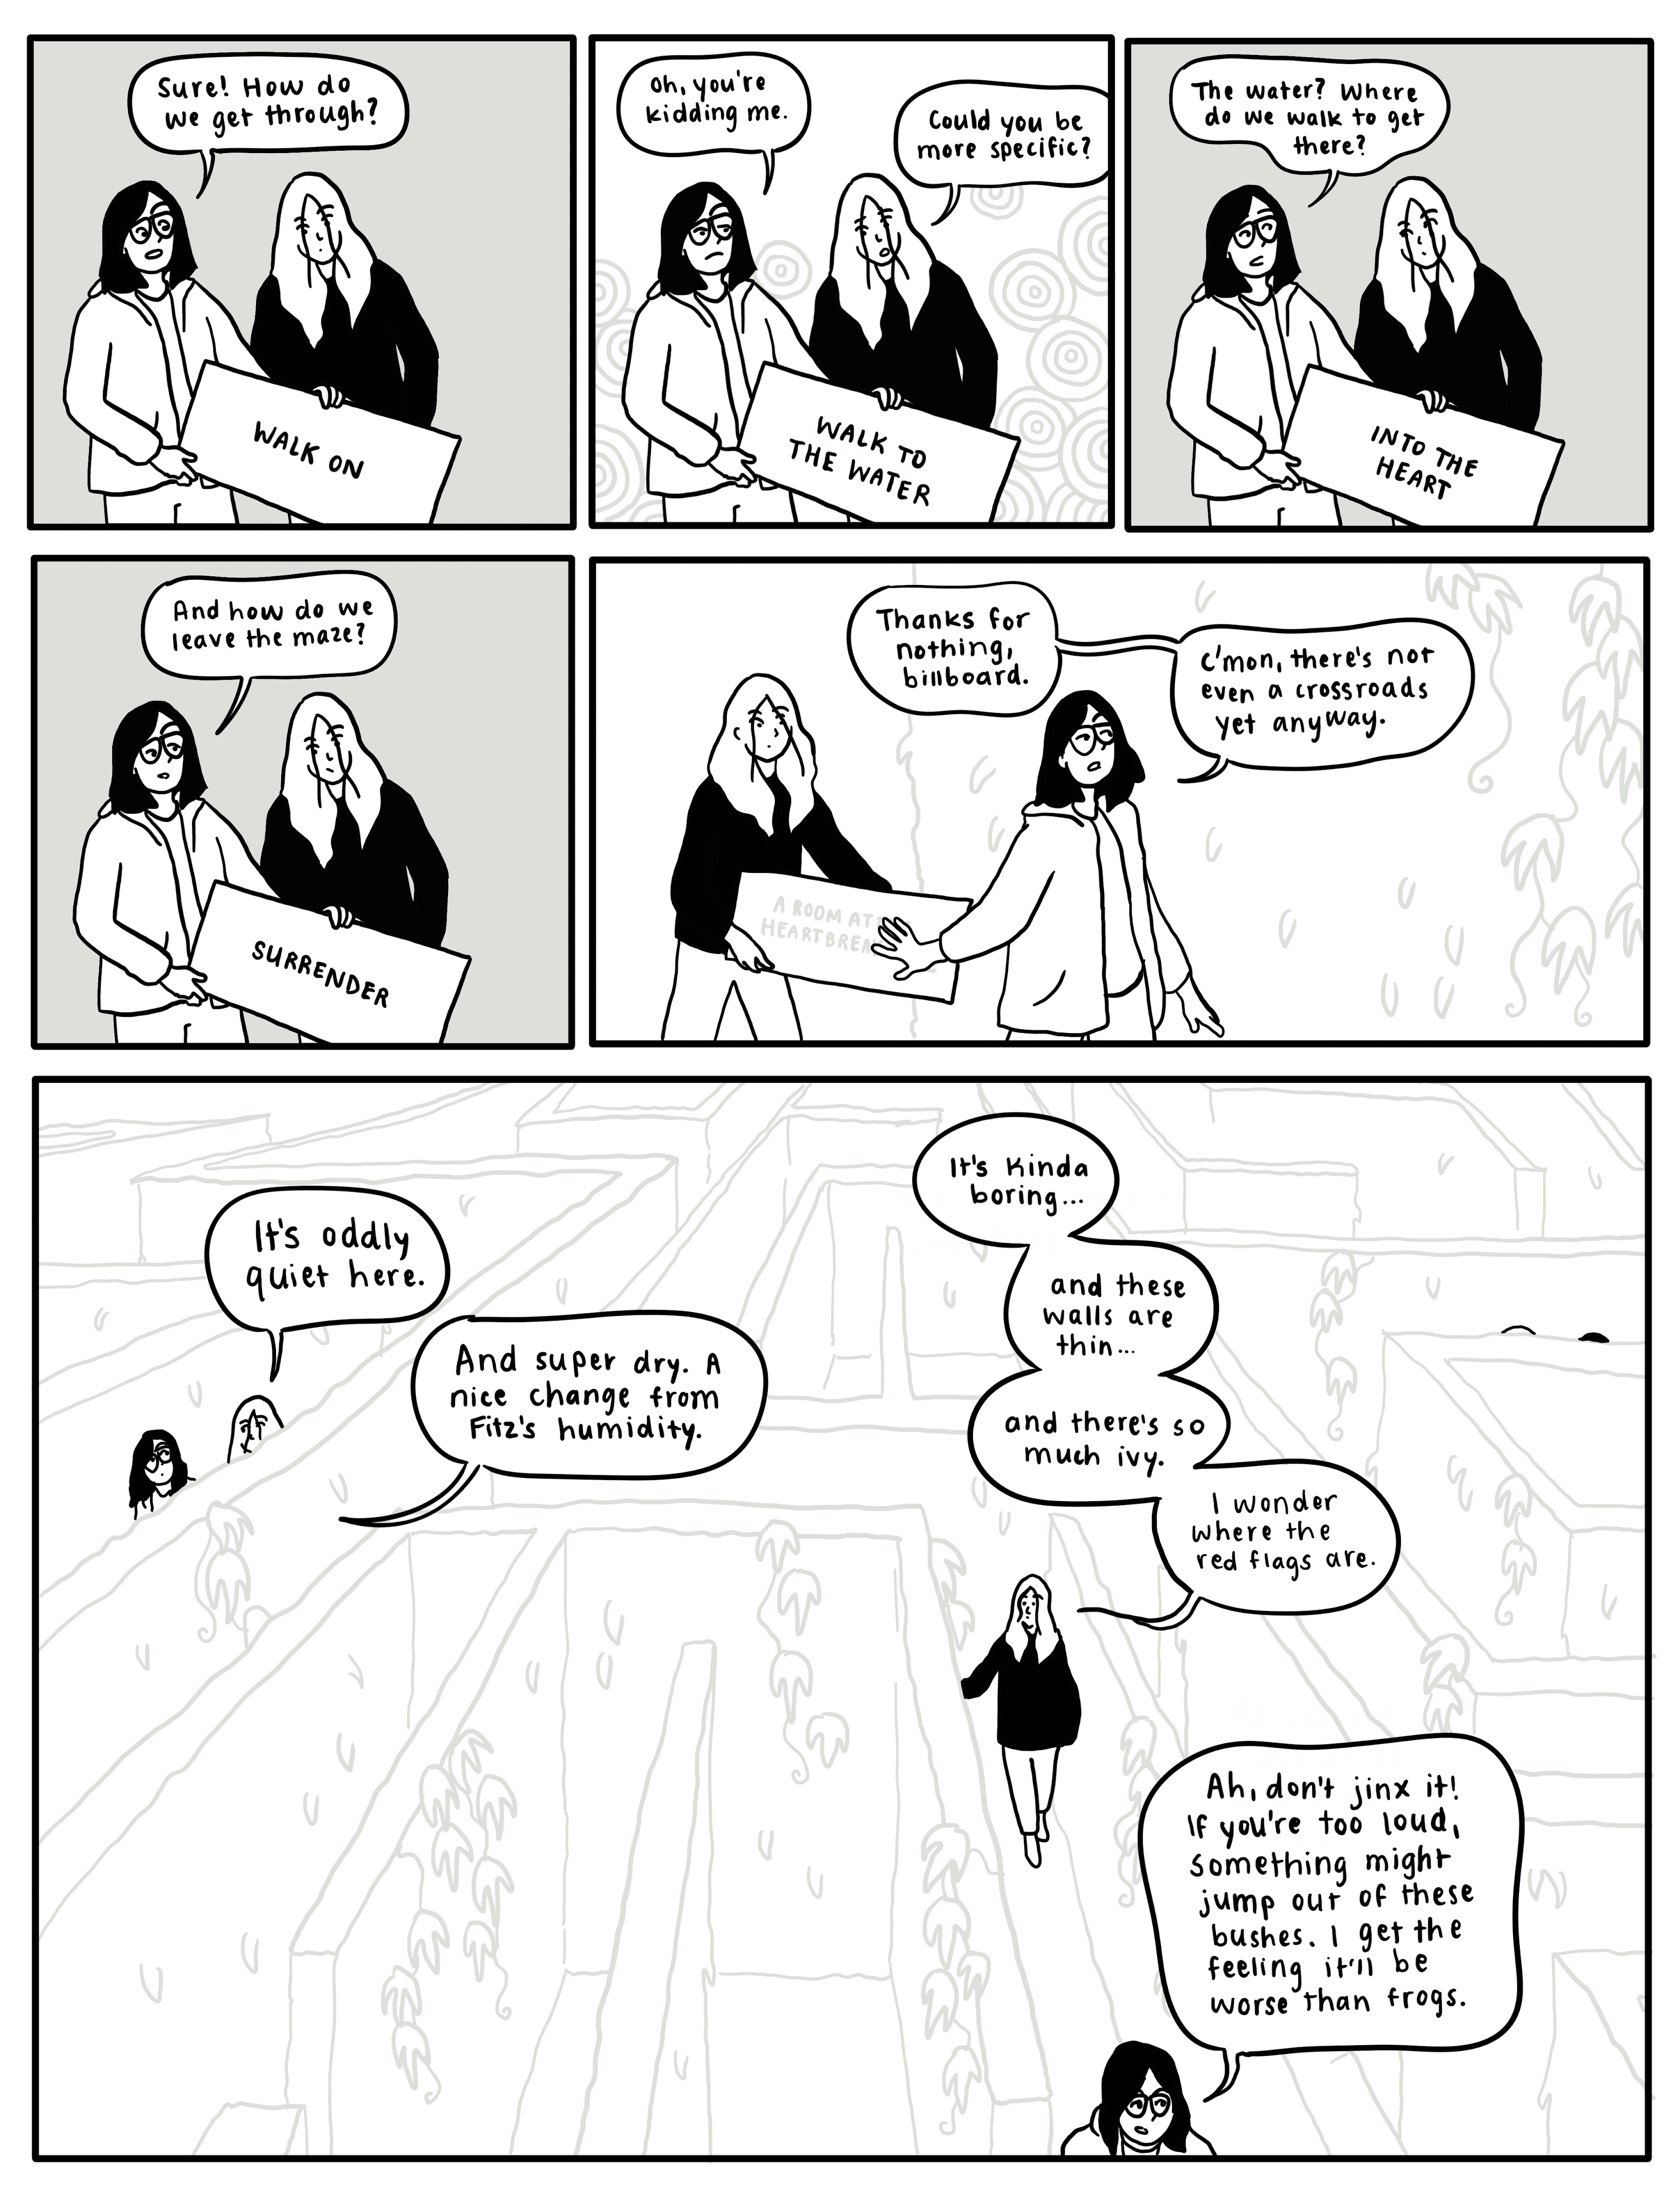 Sure! How do
we get through?
WALK ON
Oh, you're
kidding me.
Could you be
more specific?
WALK TO
THE WATER
The water? Where
do we walk to get
there?
INTO THE
HEART
And how do we
leave the maze?
SURRENDER
Thanks for
nothing,
billboard.
C'mon, there's not
even a crossroads
yet anyway.
A ROOM AT
It's oddly
quiet here.
And super dry. A
nice change from
Fitz's humidity.
It's kinda
boring...
and these
walls are
thin...
and there's so
much ivy.
I wonder
where the
red flags are.
Ah, don't jinx it!
If you're too loud,
something might
jump out of these
bushes. I get the
feeling it'll be
worse than frogs.